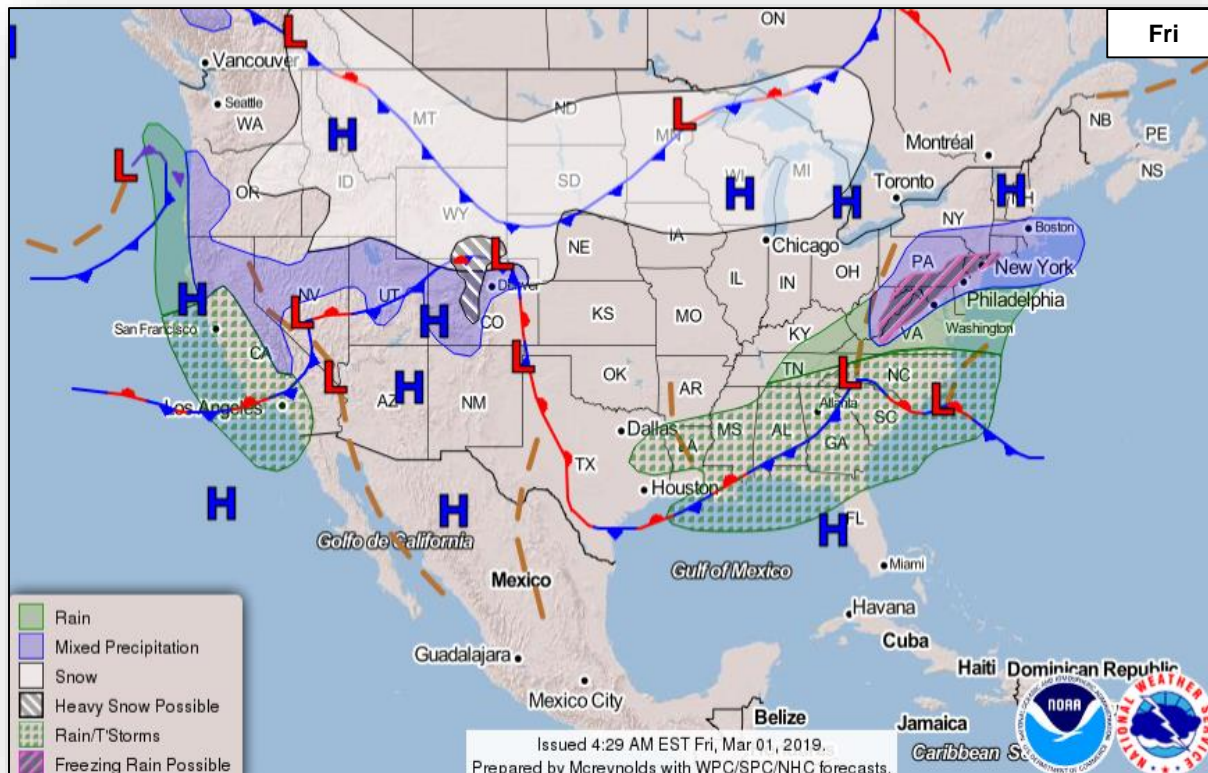 Fri
ON
L
H
Vancouver
Seattle
WA
MT
ND
MN
L
H
NB
PE
NS
Montréal
L
OR
ID
SD
WI
MI
H
H
Toronto
H
NH
WY
NY
Boston
NE
IA
Chicago
PA
New York
L
Denver
OH
IL
IN
Philadelphia
H
NV
UT
H
CO
KS
MO
KY
VA
Washington
San Francisco
L
CA
L
L
OK
TN
L
NC
AZ
H
NM
AR
L
Los Angeles
Atlanta
SC
Dallas
LA
MS
AL
GA
TX
Houston
H
H
H
FL
Golfo de California
Gulf of Mexico
Mexico
Miami
Havana
Cuba
Guadalajara
Haiti
Dominican Republic
Mexico City
Belize
Jamaica
Caribbean
Rain
Mixed Precipitation
Snow
Heavy Snow Possible
Rain/T'Storms
Freezing Rain Possible
Issued 4:29 AM EST Fri, Mar 01, 2019.
Prepared by Mcreynolds with WPC/SPC/NHC forecasts.
NOAA
NATIONAL WEATHER SERVICE